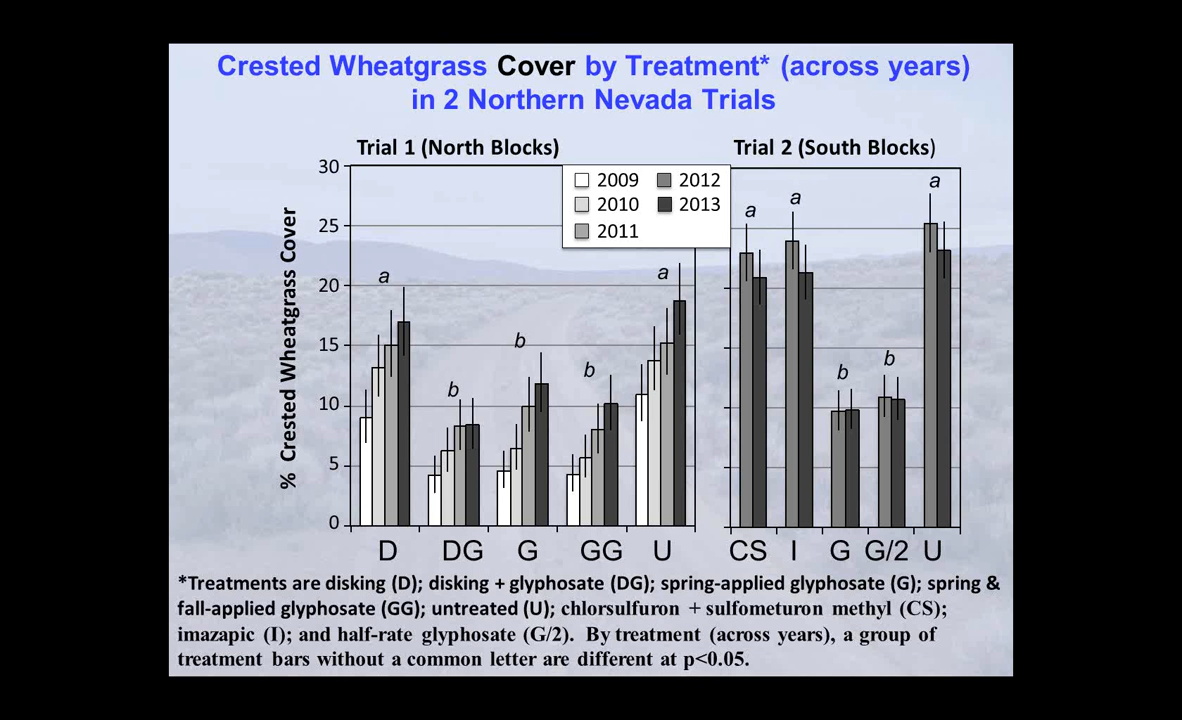 Crested Wheatgrass Cover by Treatment* (across years)
in 2 Northern Nevada Trials
Trial 1 (North Blocks)
Trial 2 (South Blocks)
2009
2012
2010
2013
2011
% Crested Wheatgrass Cover
30
25
20
15
10
5
0
a
b
b
b
a
a
a
b
b
a
D
DG
G
GG
U
CS
I
G
G/2
U
*Treatments are disking (D); disking + glyphosate (DG); spring-applied glyphosate (G); spring &
fall-applied glyphosate (GG); untreated (U); chlorsulfuron + sulfometuron methyl (CS);
imazapic (I); and half-rate glyphosate (G/2). By treatment (across years), a group of
treatment bars without a common letter are different at p<0.05.